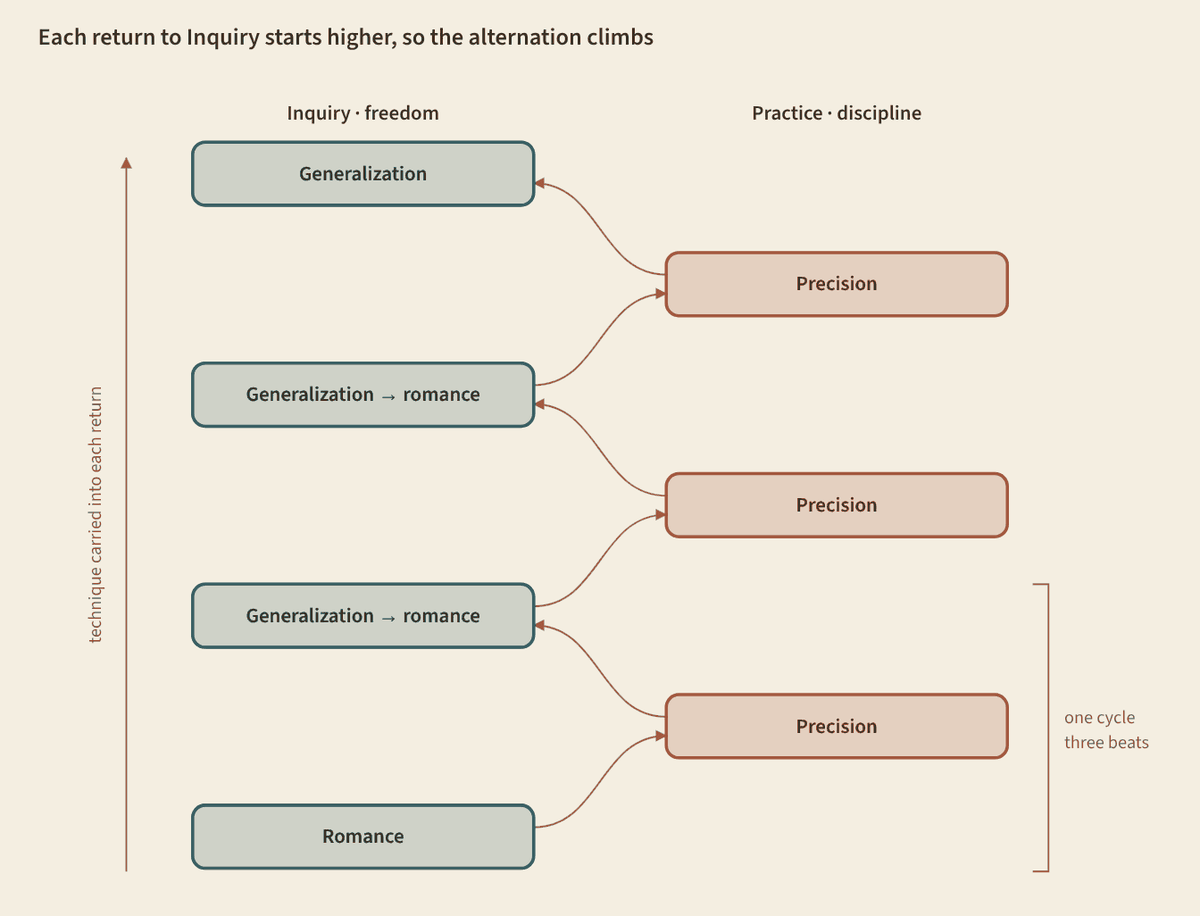 Each return to Inquiry starts higher, so the alternation climbs
Inquiry · freedom
Practice · discipline
Generalization
Precision
Generalization → romance
technique carried into each return
Precision
Generalization → romance
Precision
one cycle
three beats
Romance